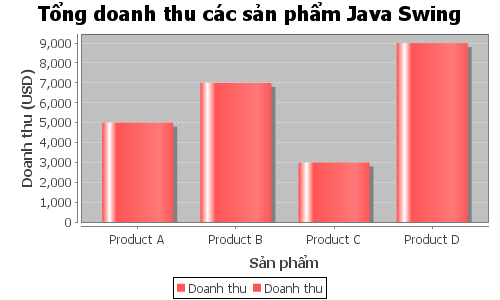 Tổng doanh thu các sản phẩm Java Swing
Doanh thu (USD)
9,000
8,000
7,000
6,000
5,000
4,000
3,000
2,000
1,000
0
Product A Product B Product C Product D
Sản phẩm
Doanh thu Doanh thu